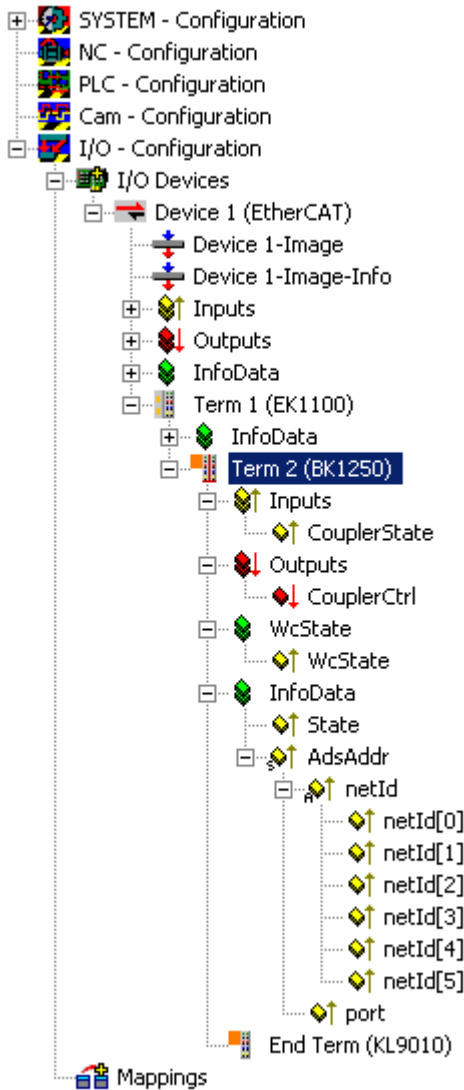 SYSTEM - Configuration
NC - Configuration
PLC - Configuration
Cam - Configuration
I/O - Configuration
I/O Devices
Device 1 (EtherCAT)
Device 1-Image
Device 1-Image-Info
Inputs
Outputs
InfoData
Term 1 (EK1100)
InfoData
Term 2 (BK1250)
Inputs
CouplerState
Outputs
CouplerCtrl
WcState
WcState
InfoData
State
AdsAddr
netId
netId[0]
netId[1]
netId[2]
netId[3]
netId[4]
netId[5]
port
End Term (KL9010)
Mappings